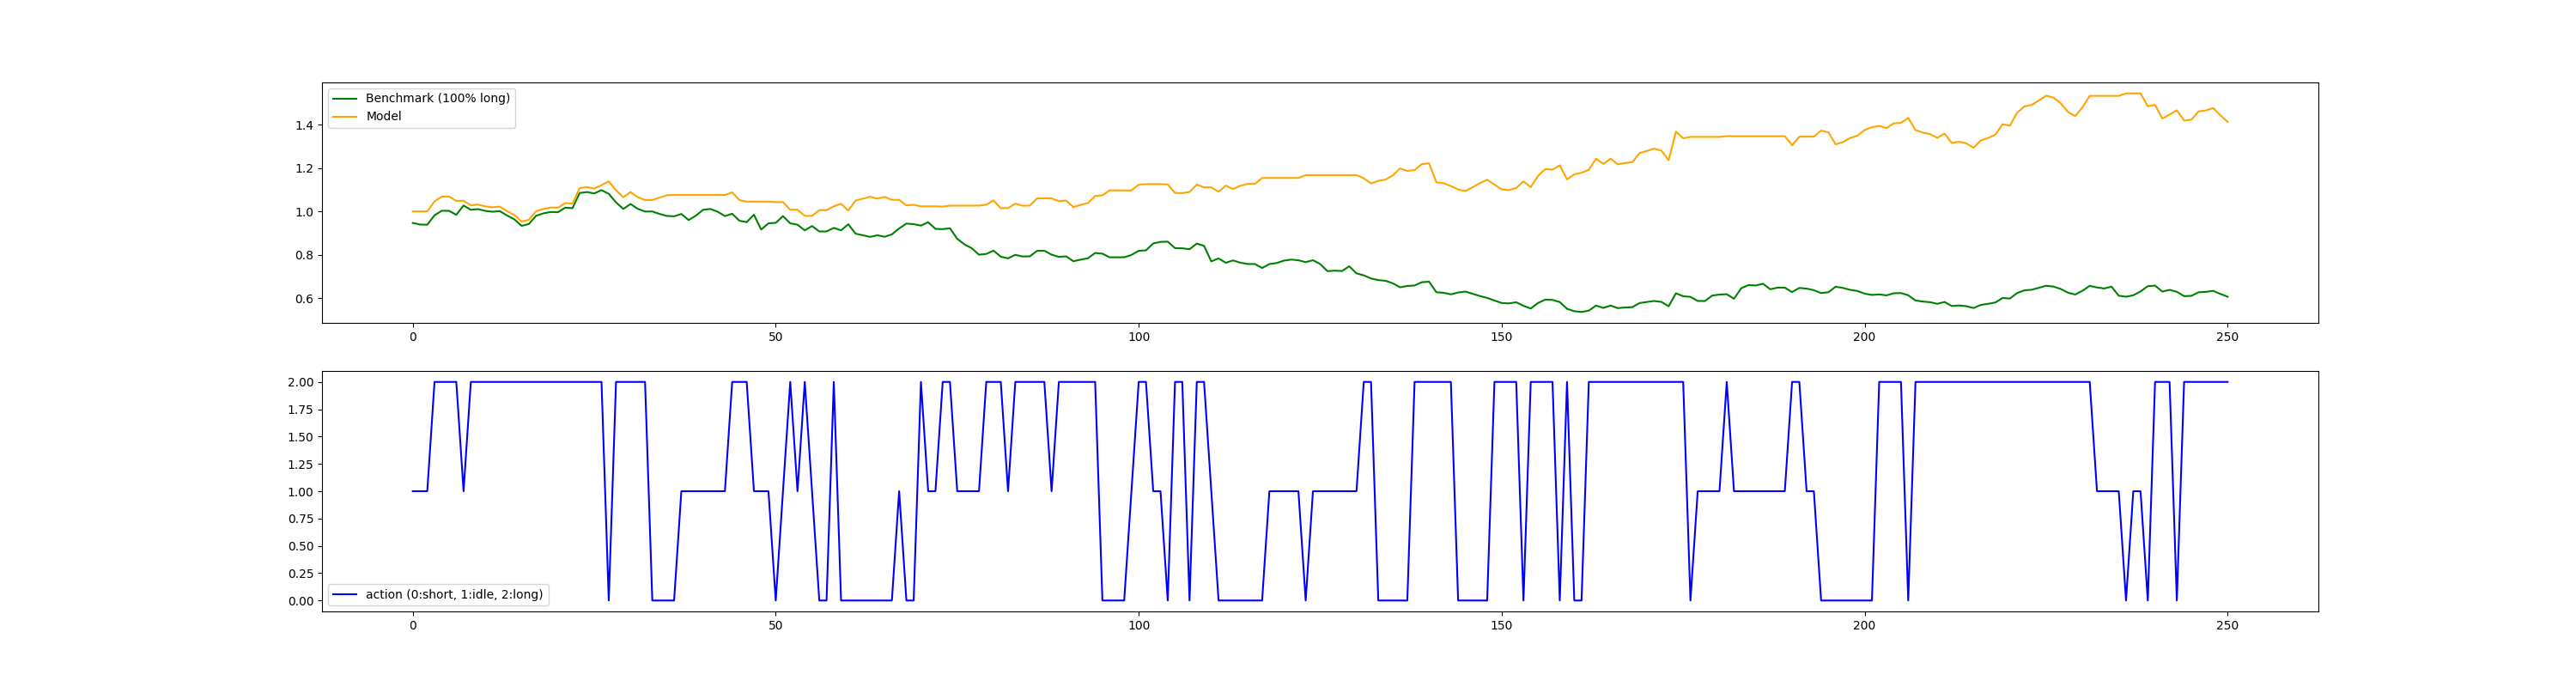 Benchmark (100% long)
Model
1.4
1.2
1.0
0.8
0.6
0 50 100 150 200 250
2.00
1.75
1.50
1.25
1.00
0.75
0.50
0.25
0.00
action (0:short, 1:idle, 2:long)
0 50 100 150 200 250